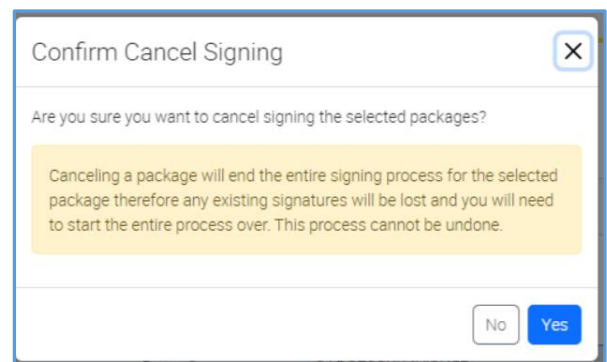 Confirm Cancel Signing
Are you sure you want to cancel signing the selected packages?
Canceling a package will end the entire signing process for the selected
package therefore any existing signatures will be lost and you will need
to start the entire process over. This process cannot be undone.
No Yes